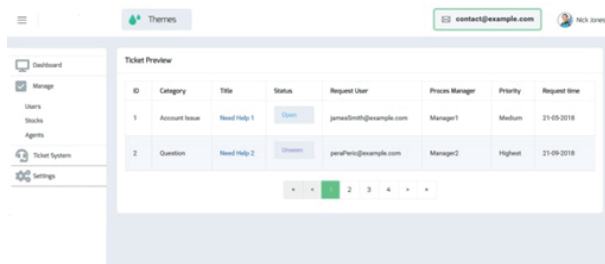 Themes
contact@example.com
Nick Jones
Dashboard
Manage
Users
Stocks
Agents
Ticket System
Settings
Ticket Preview
ID Category Title Status Request User Proces Manager Priority Request time
1 Account Issue Need Help 1 Open jamesSmith@example.com Manager1 Medium 21-05-2018
2 Question Need Help 2 Unseen peraPeric@example.com Manager2 Highest 21-09-2018
« ‹ 1 2 3 4 › »